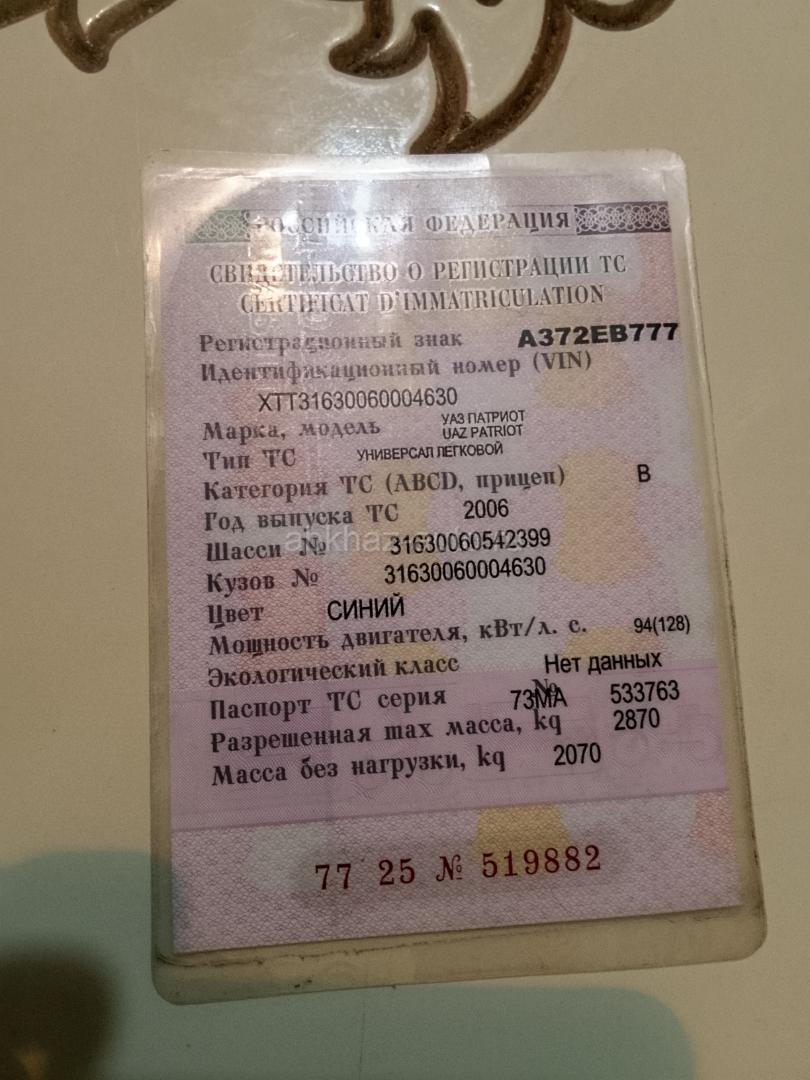 РОССИЙСКАЯ ФЕДЕРАЦИЯ
СВИДЕТЕЛЬСТВО О РЕГИСТРАЦИИ ТС
CERTIFICAT D'IMMATRICULATION
Регистрационный знак А372ЕВ777
Идентификационный номер (VIN)
ХТТ31630060004630
Марка, модель УАЗ ПАТРИОТ
UAZ PATRIOT
Тип ТС УНИВЕРСАЛ ЛЕГКОВОЙ
Категория ТС (ABCD, прицеп) В
Год выпуска ТС 2006
Шасси № 31630060542399
Кузов № 31630060004630
Цвет СИНИЙ
Мощность двигателя, кВт/л. с. 94(128)
Экологический класс Нет данных
Паспорт ТС серия 73МА № 533763
Разрешенная max масса, kg 2870
Масса без нагрузки, kg 2070
77 25 № 519882